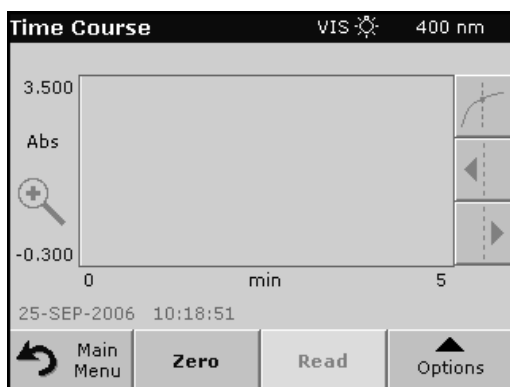 Time Course VIS 400 nm
3.500
Abs
-0.300
0 min 5
25-SEP-2006 10:18:51
Main Menu
Zero
Read
Options